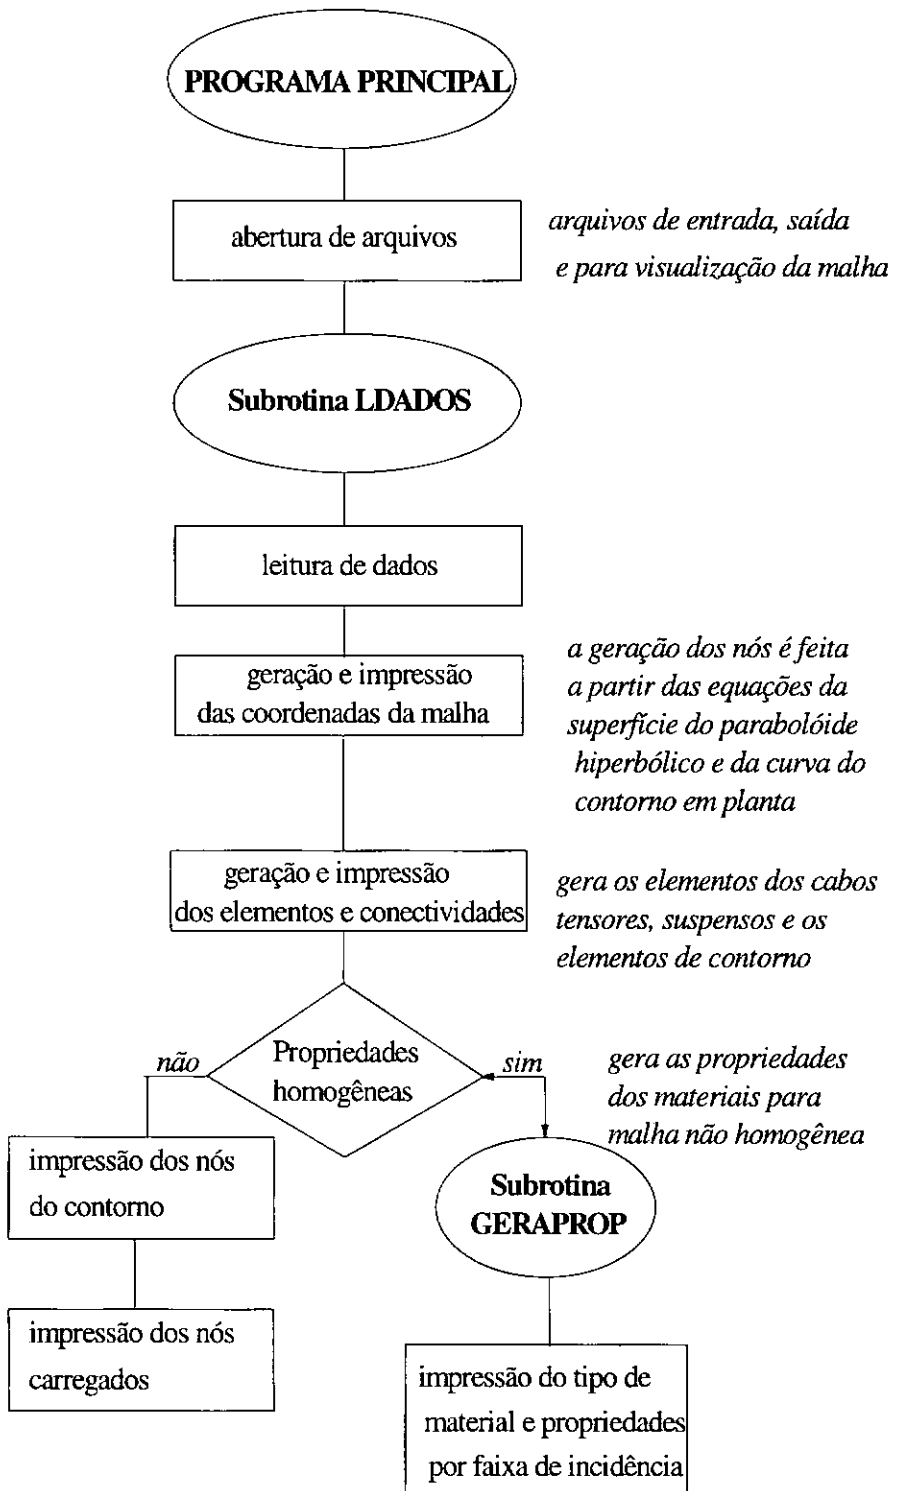 PROGRAMA PRINCIPAL
abertura de arquivos
arquivos de entrada, saída
e para visualização da malha
Subrotina LDADOS
leitura de dados
geração e impressão
das coordenadas da malha
a geração dos nós é feita
a partir das equações da
superfície do parabolóide
hiperbólico e da curva do
contorno em planta
geração e impressão
dos elementos e conectividades
gera os elementos dos cabos
tensores, suspensos e os
elementos de contorno
Propriedades
homogêneas
não
sim
gera as propriedades
dos materiais para
malha não homogênea
impressão dos nós
do contorno
Subrotina
GERAPROP
impressão dos nós
carregados
impressão do tipo de
material e propriedades
por faixa de incidência